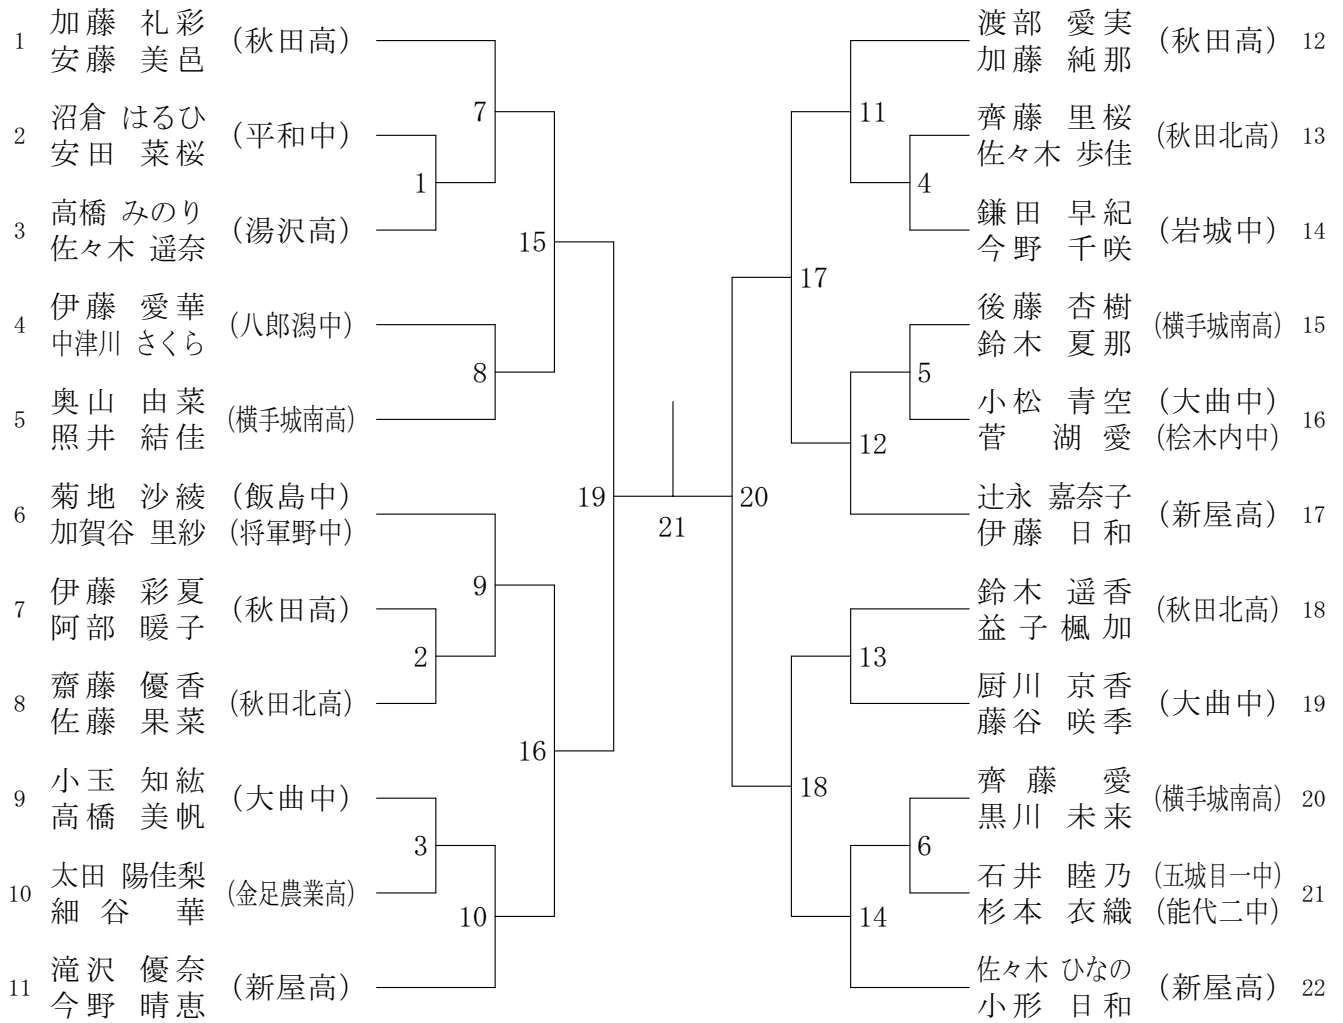 1 加藤 礼彩 (秋田高)
安藤 美邑
2 沼倉 はるひ (平和中)
安田 菜桜
3 高橋 みのり (湯沢高)
佐々木 遥奈
4 伊藤 愛華 (八郎潟中)
中津川 さくら
5 奥山 由菜 (横手城南高)
照井 結佳
6 菊地 沙綾 (飯島中)
加賀谷 里紗 (将軍野中)
7 伊藤 彩夏 (秋田高)
阿部 暖子
8 齋藤 優香 (秋田北高)
佐藤 果菜
9 小玉 知紘 (大曲中)
高橋 美帆
10 太田 陽佳梨 (金足農業高)
細谷 華
11 滝沢 優奈 (新屋高)
今野 晴恵
7
1
15
8
19
9
2
16
3
10
21
20
11
4
17
5
12
13
18
6
14
渡部 愛実 (秋田高) 12
加藤 純那
齊藤 里桜 (秋田北高) 13
佐々木 歩佳
鎌田 早紀 (岩城中) 14
今野 千咲
後藤 杏樹 (横手城南高) 15
鈴木 夏那
小松 青空 (大曲中) 16
菅 湖愛 (桧木内中)
辻永 嘉奈子 (新屋高) 17
伊藤 日和
鈴木 遥香 (秋田北高) 18
益子 楓加
厨川 京香 (大曲中) 19
藤谷 咲季
齊藤 愛 (横手城南高) 20
黒川 未来
石井 睦乃 (五城目一中) 21
杉本 衣織 (能代二中)
佐々木 ひなの (新屋高) 22
小形 日和